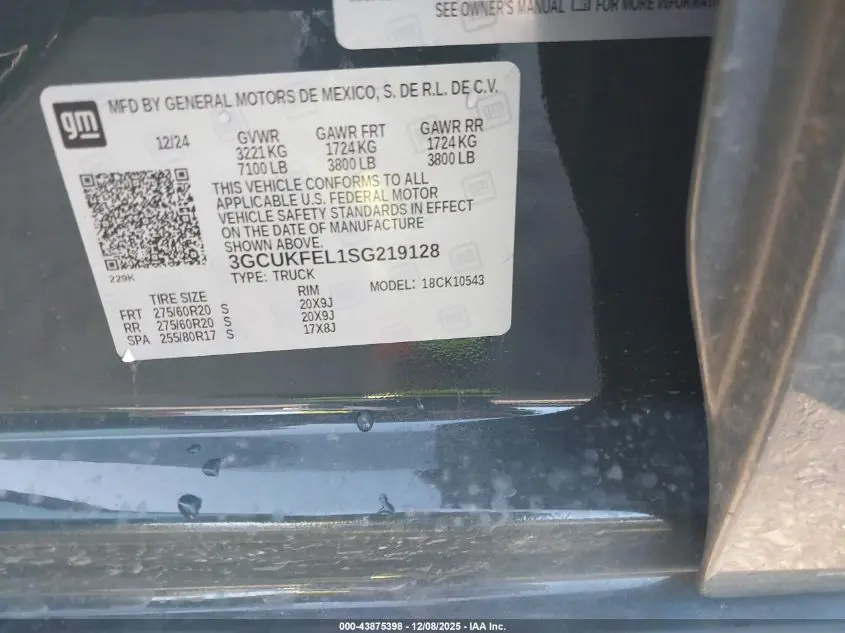 SEE OWNER'S MANUAL FOR MORE INFORMATI
gm
MFD BY GENERAL MOTORS DE MEXICO, S. DE R.L. DE C.V.
12/24 GVWR GAWR FRT GAWR RR
3221 KG 1724 KG 1724 KG
7100 LB 3800 LB 3800 LB
THIS VEHICLE CONFORMS TO ALL
APPLICABLE U.S. FEDERAL MOTOR
VEHICLE SAFETY STANDARDS IN EFFECT
ON THE DATE OF MANUFACTURE
SHOWN ABOVE.
3GCUKFEL1SG219128
229K
TYPE: TRUCK MODEL: 18CK10543
TIRE SIZE RIM
FRT 275/60R20 S 20X9J
RR 275/60R20 S 20X9J
SPA 255/80R17 S 17X8J
000-43875398 - 12/08/2025 - IAA Inc.